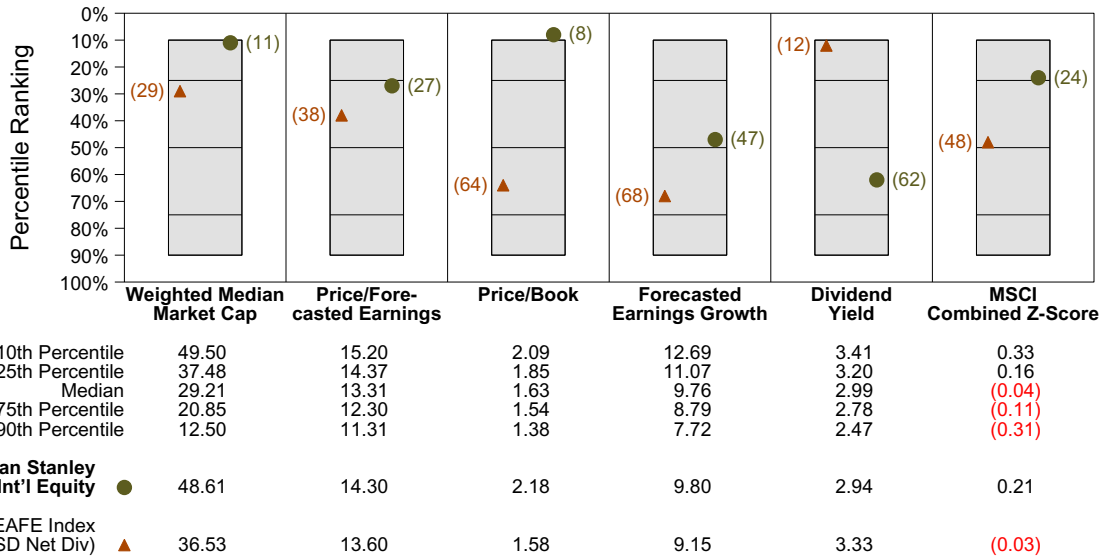 0%
10%
20%
30%
40%
50%
60%
70%
80%
90%
100%
Percentile Ranking
(11)
(29)
(27)
(38)
(8)
(64)
(47)
(68)
(12)
(62)
(24)
(48)
Weighted Median
Market Cap
Price/Fore-
casted Earnings
Price/Book
Forecasted
Earnings Growth
Dividend
Yield
MSCI
Combined Z-Score
10th Percentile 49.50 15.20 2.09 12.69 3.41 0.33
25th Percentile 37.48 14.37 1.85 11.07 3.20 0.16
Median 29.21 13.31 1.63 9.76 2.99 (0.04)
75th Percentile 20.85 12.30 1.54 8.79 2.78 (0.11)
90th Percentile 12.50 11.31 1.38 7.72 2.47 (0.31)
an Stanley
Int'l Equity 48.61 14.30 2.18 9.80 2.94 0.21
EAFE Index
SD Net Div) 36.53 13.60 1.58 9.15 3.33 (0.03)